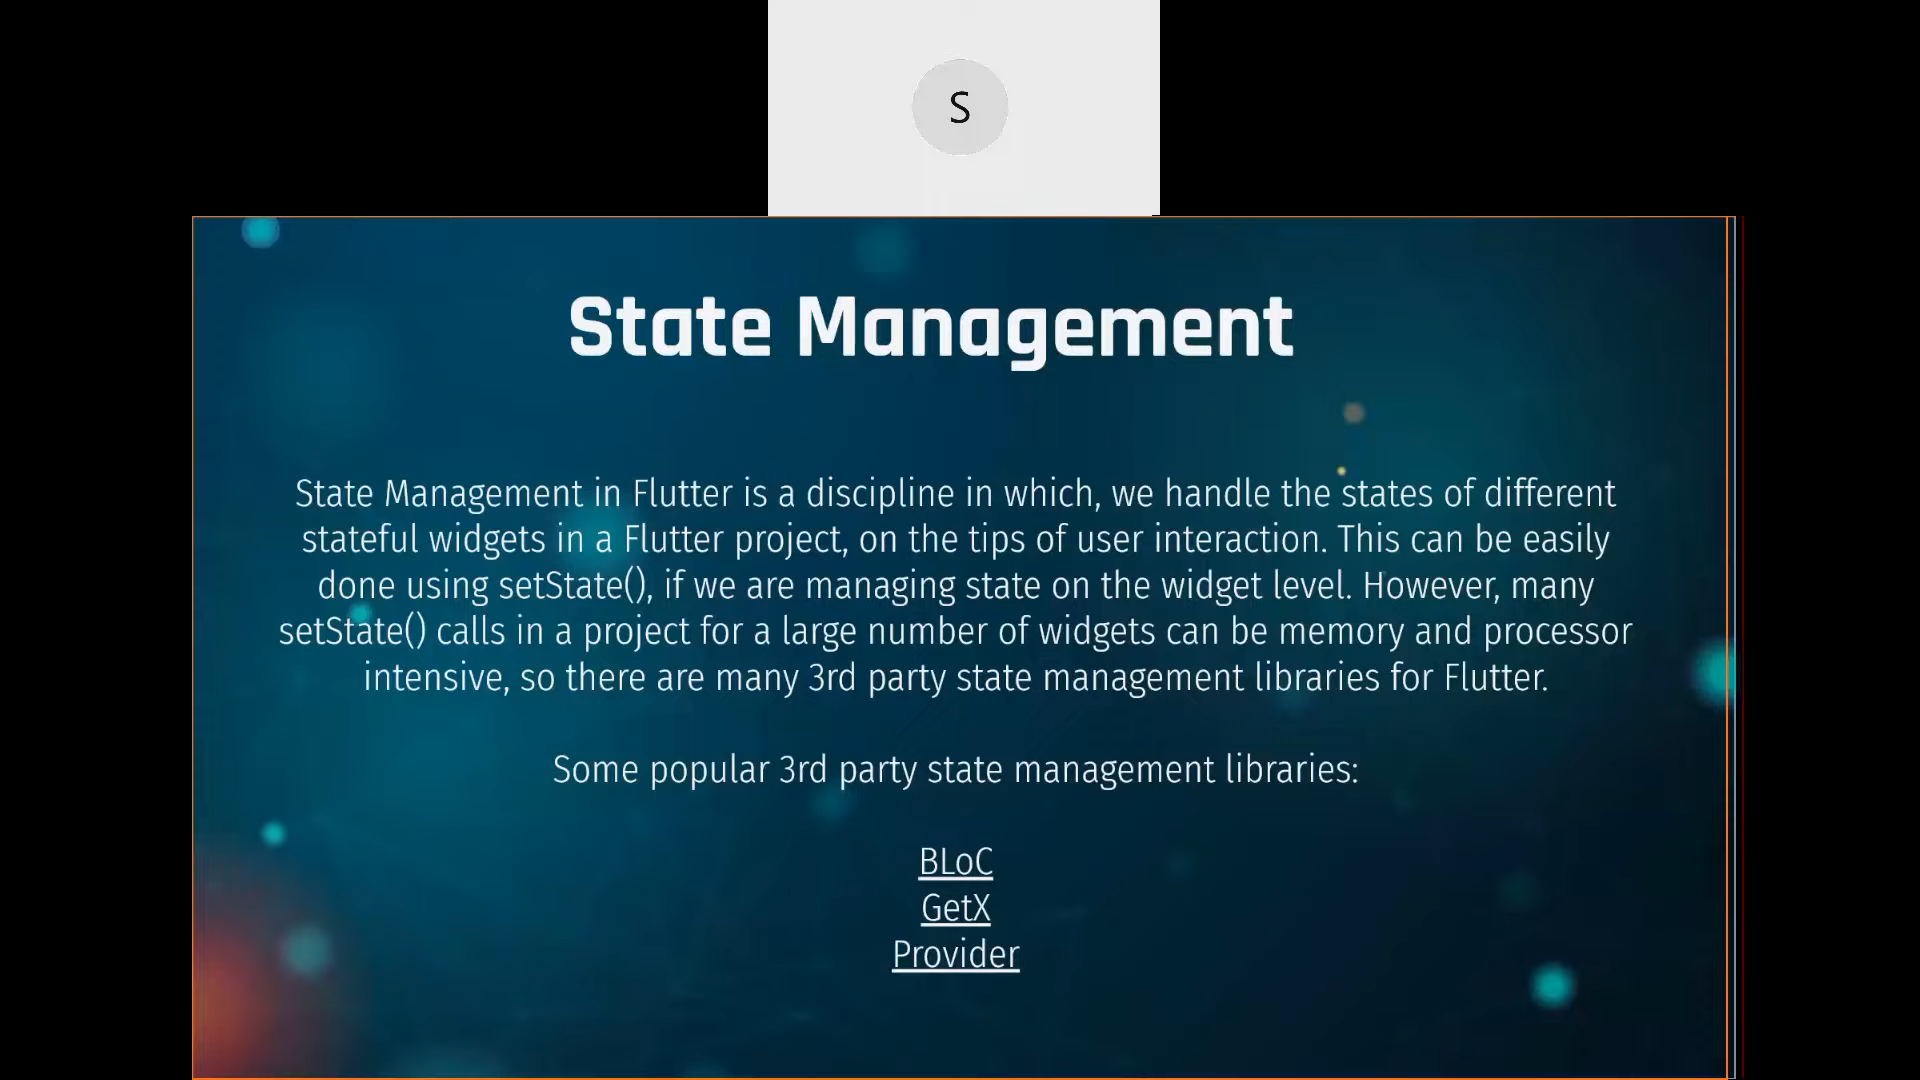 S
State Management
State Management in Flutter is a discipline in which, we handle the states of different
stateful widgets in a Flutter project, on the tips of user interaction. This can be easily
done using setState(), if we are managing state on the widget level. However, many
setState() calls in a project for a large number of widgets can be memory and processor
intensive, so there are many 3rd party state management libraries for Flutter.
Some popular 3rd party state management libraries:
BLoC
GetX
Provider